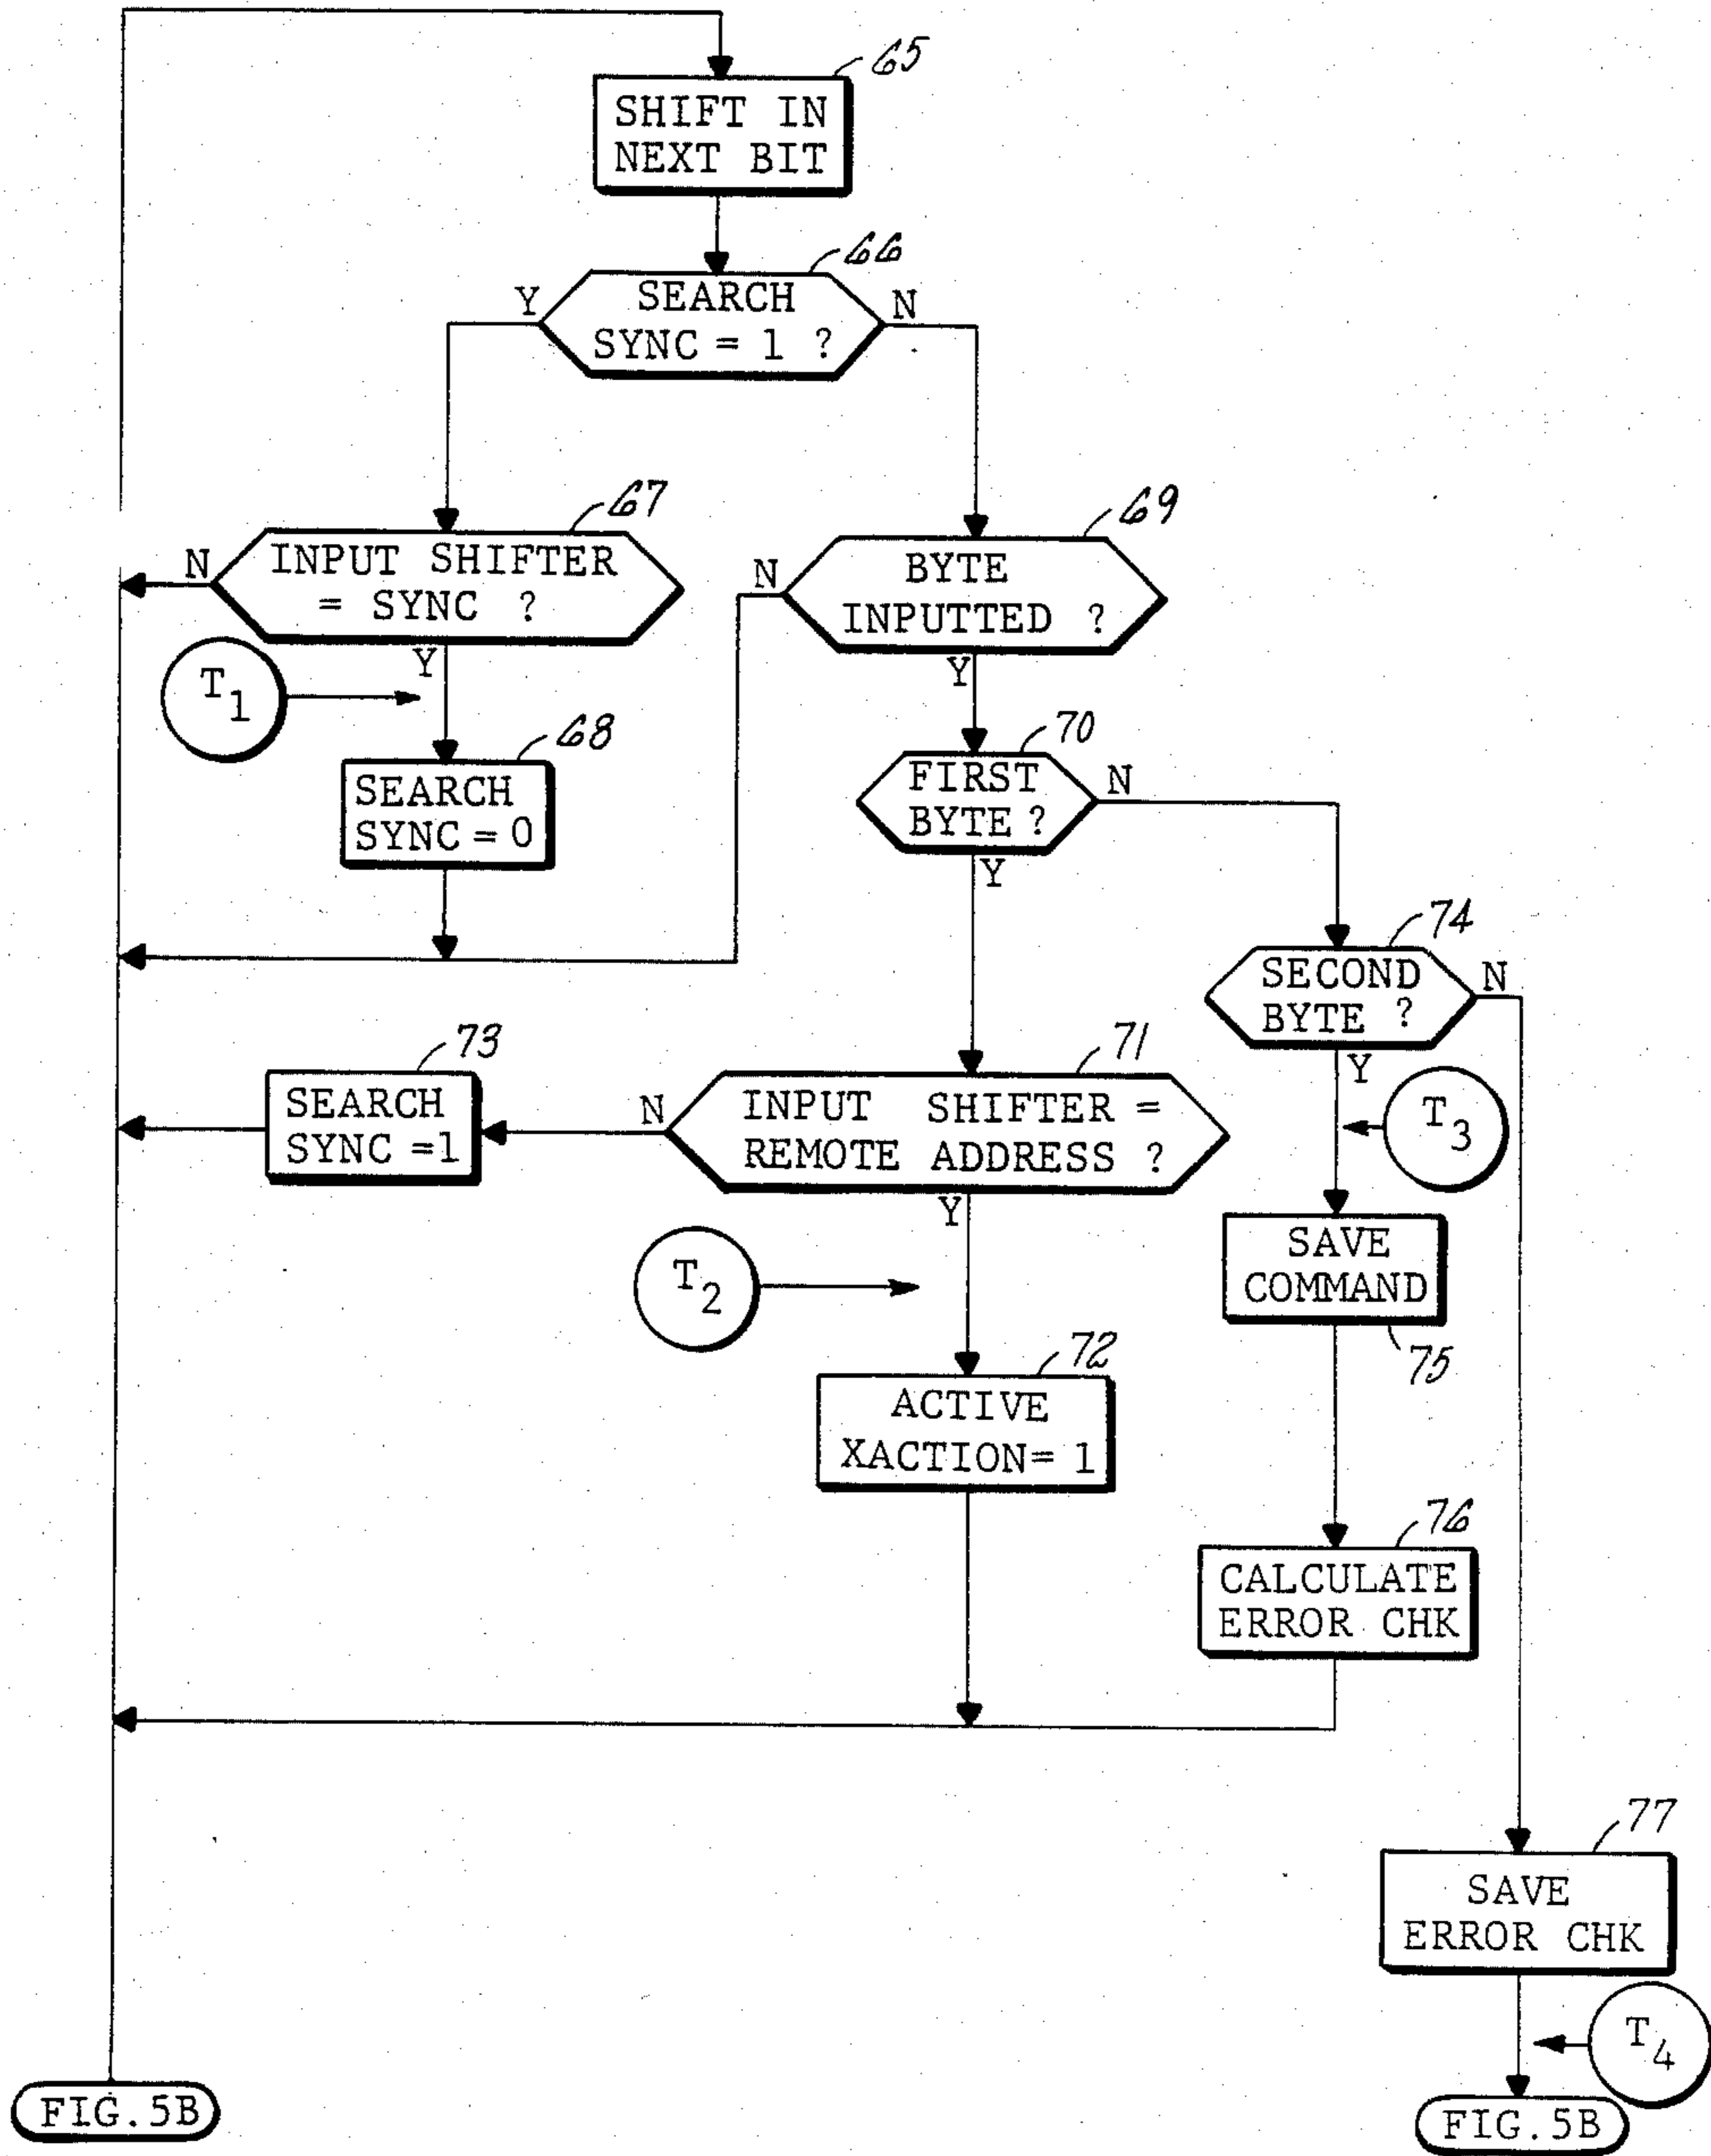 65
SHIFT IN
NEXT BIT
66
Y
SEARCH
SYNC = 1 ?
N
67
N
INPUT SHIFTER
= SYNC ?
Y
69
N
BYTE
INPUTTED ?
Y
T1
68
SEARCH
SYNC = 0
70
FIRST
BYTE ?
N
Y
74
SECOND
BYTE ?
N
Y
73
SEARCH
SYNC =1
71
N
INPUT SHIFTER =
REMOTE ADDRESS ?
Y
T3
T2
SAVE
COMMAND
75
72
ACTIVE
XACTION= 1
76
CALCULATE
ERROR CHK
77
SAVE
ERROR CHK
T4
FIG.5B
FIG.5B